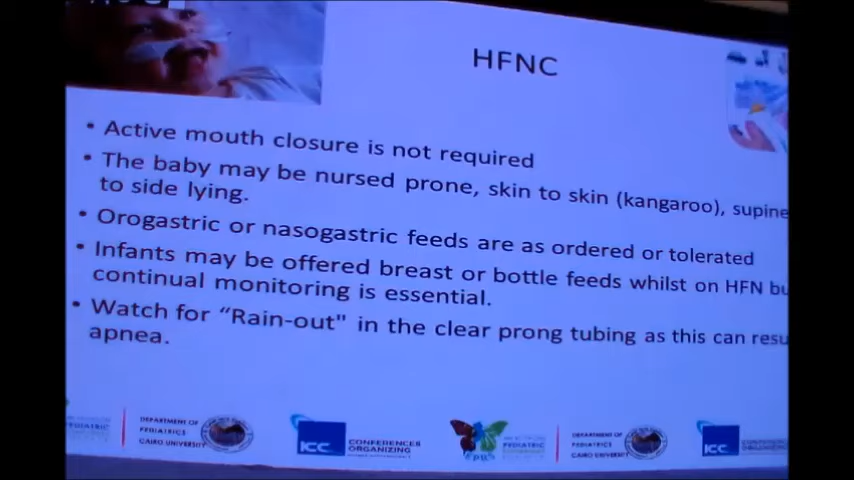 HFNC
• Active mouth closure is not required
• The baby may be nursed prone, skin to skin (kangaroo), supine
to side lying.
• Orogastric or nasogastric feeds are as ordered or tolerated
• Infants may be offered breast or bottle feeds whilst on HFN bu
continual monitoring is essential.
• Watch for “Rain-out" in the clear prong tubing as this can resu
apnea.
PEDIATRIC
DEPARTMENT OF
PEDIATRICS
CAIRO UNIVERSITY
ICC
CONFERENCES
ORGANIZING
PEDIATRIC
DEPARTMENT OF
PEDIATRICS
CAIRO UNIVERSITY
ICC